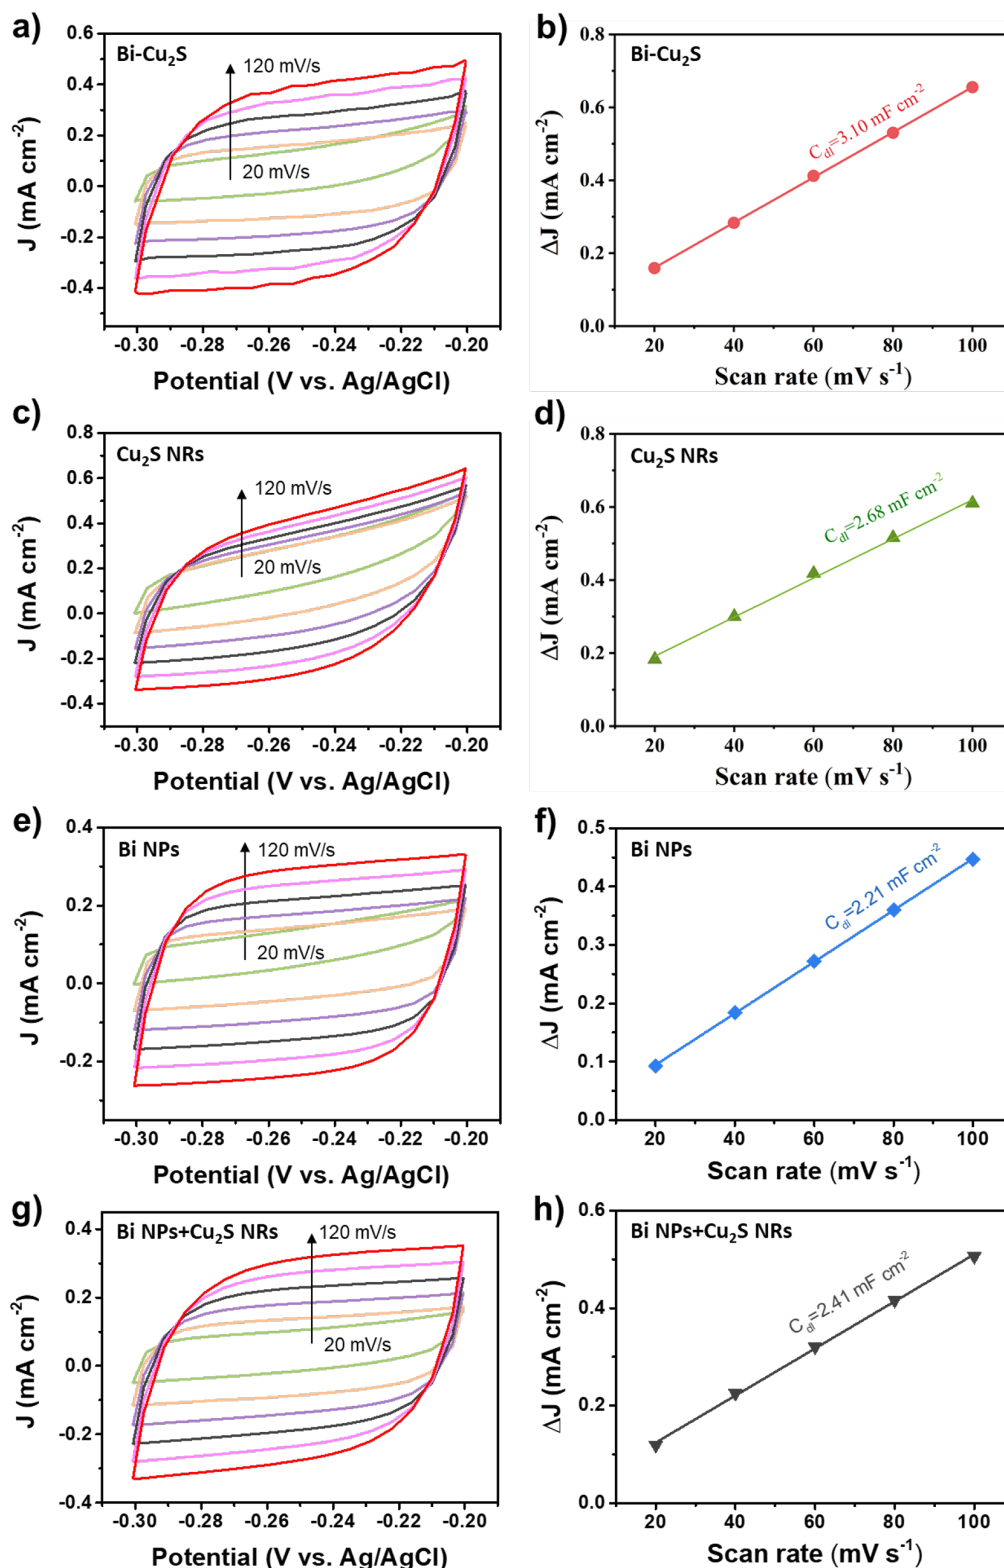 a)
Bi-Cu₂S
120 mV/s
20 mV/s
0.6
0.4
0.2
0.0
-0.2
-0.4
J (mA cm⁻²)
-0.30 -0.28 -0.26 -0.24 -0.22 -0.20
Potential (V vs. Ag/AgCl)
b)
Bi-Cu₂S
C_dl=3.10 mF cm⁻²
0.8
0.6
0.4
0.2
0.0
ΔJ (mA cm⁻²)
20 40 60 80 100
Scan rate (mV s⁻¹)
c)
Cu₂S NRs
120 mV/s
20 mV/s
0.8
0.6
0.4
0.2
0.0
-0.2
-0.4
J (mA cm⁻²)
-0.30 -0.28 -0.26 -0.24 -0.22 -0.20
Potential (V vs. Ag/AgCl)
d)
Cu₂S NRs
C_dl=2.68 mF cm⁻²
0.8
0.6
0.4
0.2
0.0
ΔJ (mA cm⁻²)
20 40 60 80 100
Scan rate (mV s⁻¹)
e)
Bi NPs
120 mV/s
20 mV/s
0.4
0.2
0.0
-0.2
J (mA cm⁻²)
-0.30 -0.28 -0.26 -0.24 -0.22 -0.20
Potential (V vs. Ag/AgCl)
f)
Bi NPs
C_dl=2.21 mF cm⁻²
0.5
0.4
0.3
0.2
0.1
0.0
ΔJ (mA cm⁻²)
20 40 60 80 100
Scan rate (mV s⁻¹)
g)
Bi NPs+Cu₂S NRs
120 mV/s
20 mV/s
0.4
0.2
0.0
-0.2
-0.4
J (mA cm⁻²)
-0.30 -0.28 -0.26 -0.24 -0.22 -0.20
Potential (V vs. Ag/AgCl)
h)
Bi NPs+Cu₂S NRs
C_dl=2.41 mF cm⁻²
0.6
0.4
0.2
0.0
ΔJ (mA cm⁻²)
20 40 60 80 100
Scan rate (mV s⁻¹)